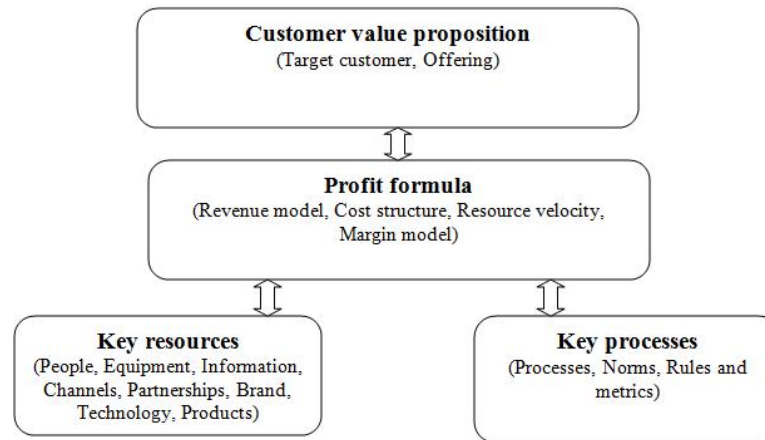 Customer value proposition
(Target customer, Offering)
Profit formula
(Revenue model, Cost structure, Resource velocity,
Margin model)
Key resources
(People, Equipment, Information,
Channels, Partnerships, Brand,
Technology, Products)
Key processes
(Processes, Norms, Rules and
metrics)